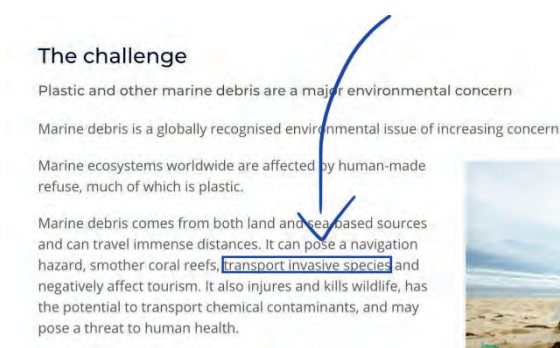 The challenge
Plastic and other marine debris are a major environmental concern
Marine debris is a globally recognised environmental issue of increasing concern
Marine ecosystems worldwide are affected by human-made
refuse, much of which is plastic.
Marine debris comes from both land and sea-based sources
and can travel immense distances. It can pose a navigation
hazard, smother coral reefs, transport invasive species and
negatively affect tourism. It also injures and kills wildlife, has
the potential to transport chemical contaminants, and may
pose a threat to human health.